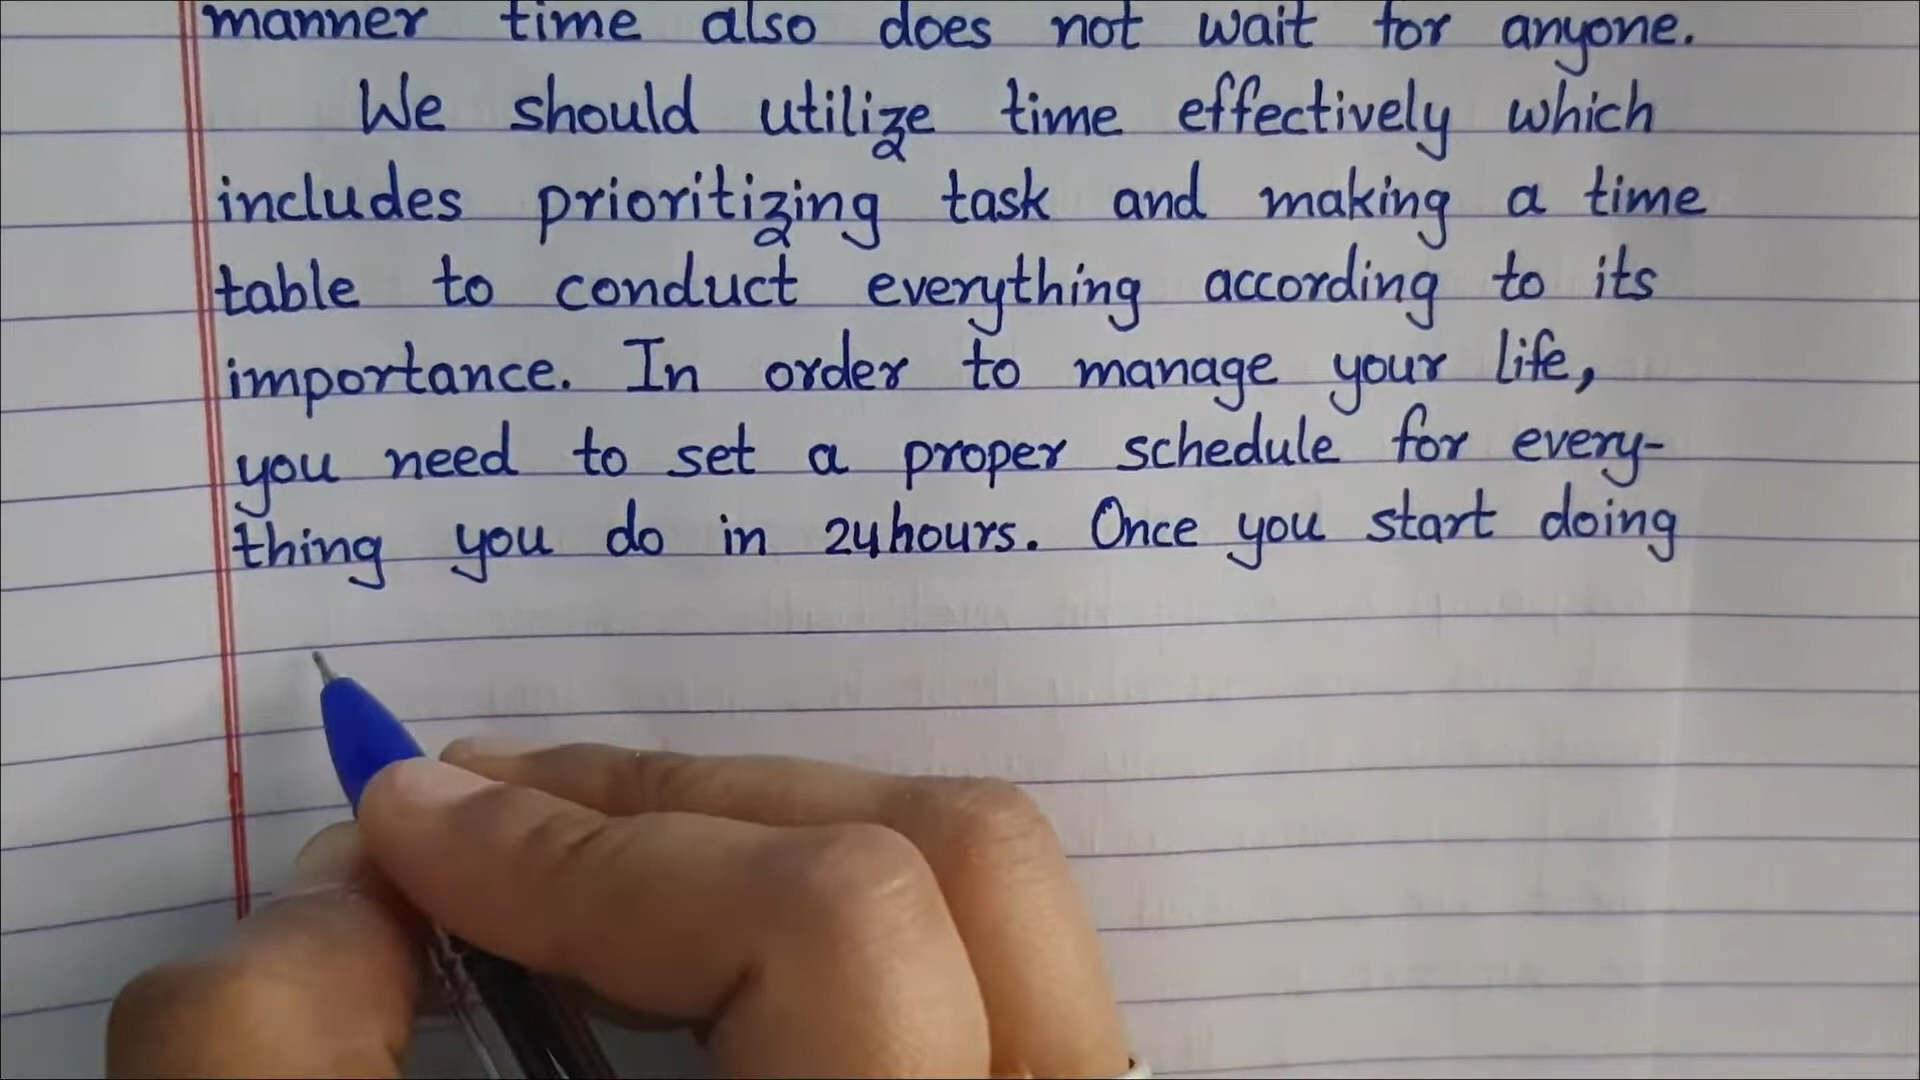 manner time also does not wait for anyone.
We should utilize time effectively which
includes prioritizing task and making a time
table to conduct everything according to its
importance. In order to manage your life,
you need to set a proper schedule for every-
thing you do in 24hours. Once you start doing